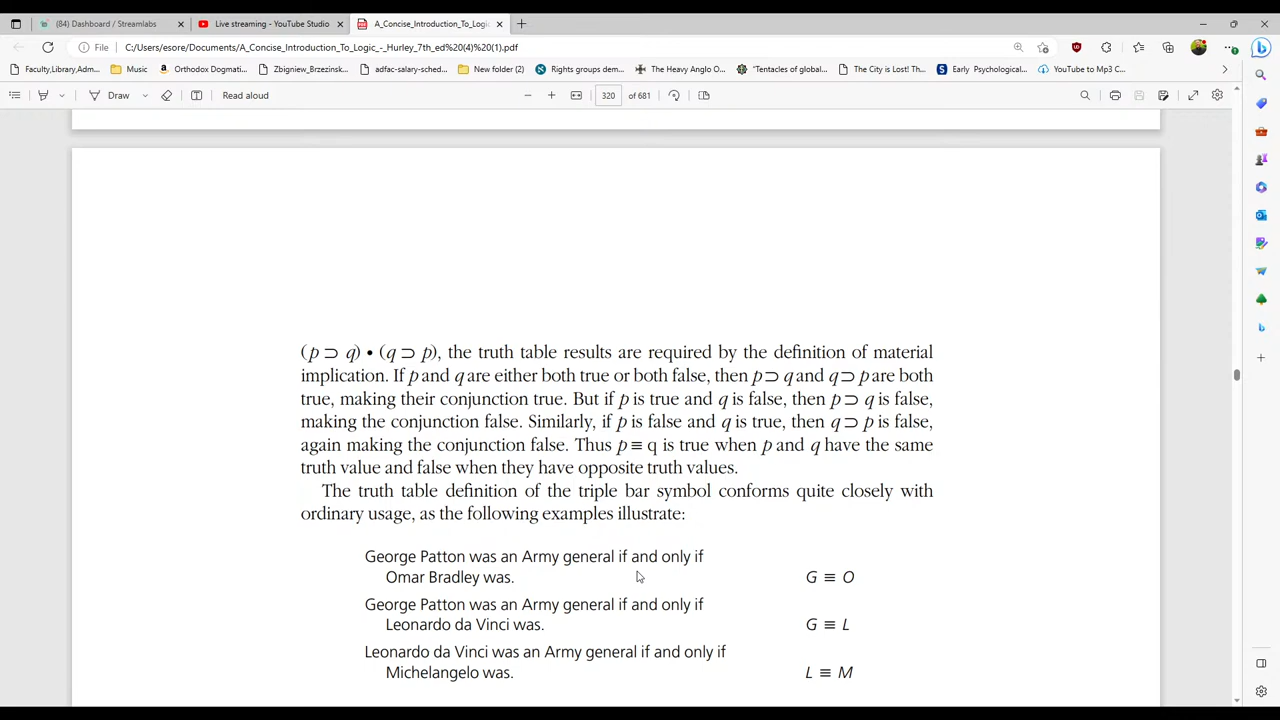 (84) Dashboard / Streamlabs
Live streaming - YouTube Studio
A_Concise_Introduction_To_Logi
File
C:/Users/esore/Documents/A_Concise_Introduction_To_Logic_-_Hurley_7th_ed%20(4)%20(1).pdf
Faculty,Library,Adm...
Music
Orthodox Dogmati...
Zbigniew_Brzezinsk...
adfac-salary-sched...
New folder (2)
Rights groups dem...
The Heavy Anglo O...
“Tentacles of global...
The City is Lost! Th...
Early Psychological...
YouTube to Mp3 C...
Draw
Read aloud
320
of 681
(p ⊃ q) • (q ⊃ p), the truth table results are required by the definition of material
implication. If p and q are either both true or both false, then p ⊃ q and q ⊃ p are both
true, making their conjunction true. But if p is true and q is false, then p ⊃ q is false,
making the conjunction false. Similarly, if p is false and q is true, then q ⊃ p is false,
again making the conjunction false. Thus p ≡ q is true when p and q have the same
truth value and false when they have opposite truth values.
The truth table definition of the triple bar symbol conforms quite closely with
ordinary usage, as the following examples illustrate:
George Patton was an Army general if and only if
Omar Bradley was.
G ≡ O
George Patton was an Army general if and only if
Leonardo da Vinci was.
G ≡ L
Leonardo da Vinci was an Army general if and only if
Michelangelo was.
L ≡ M